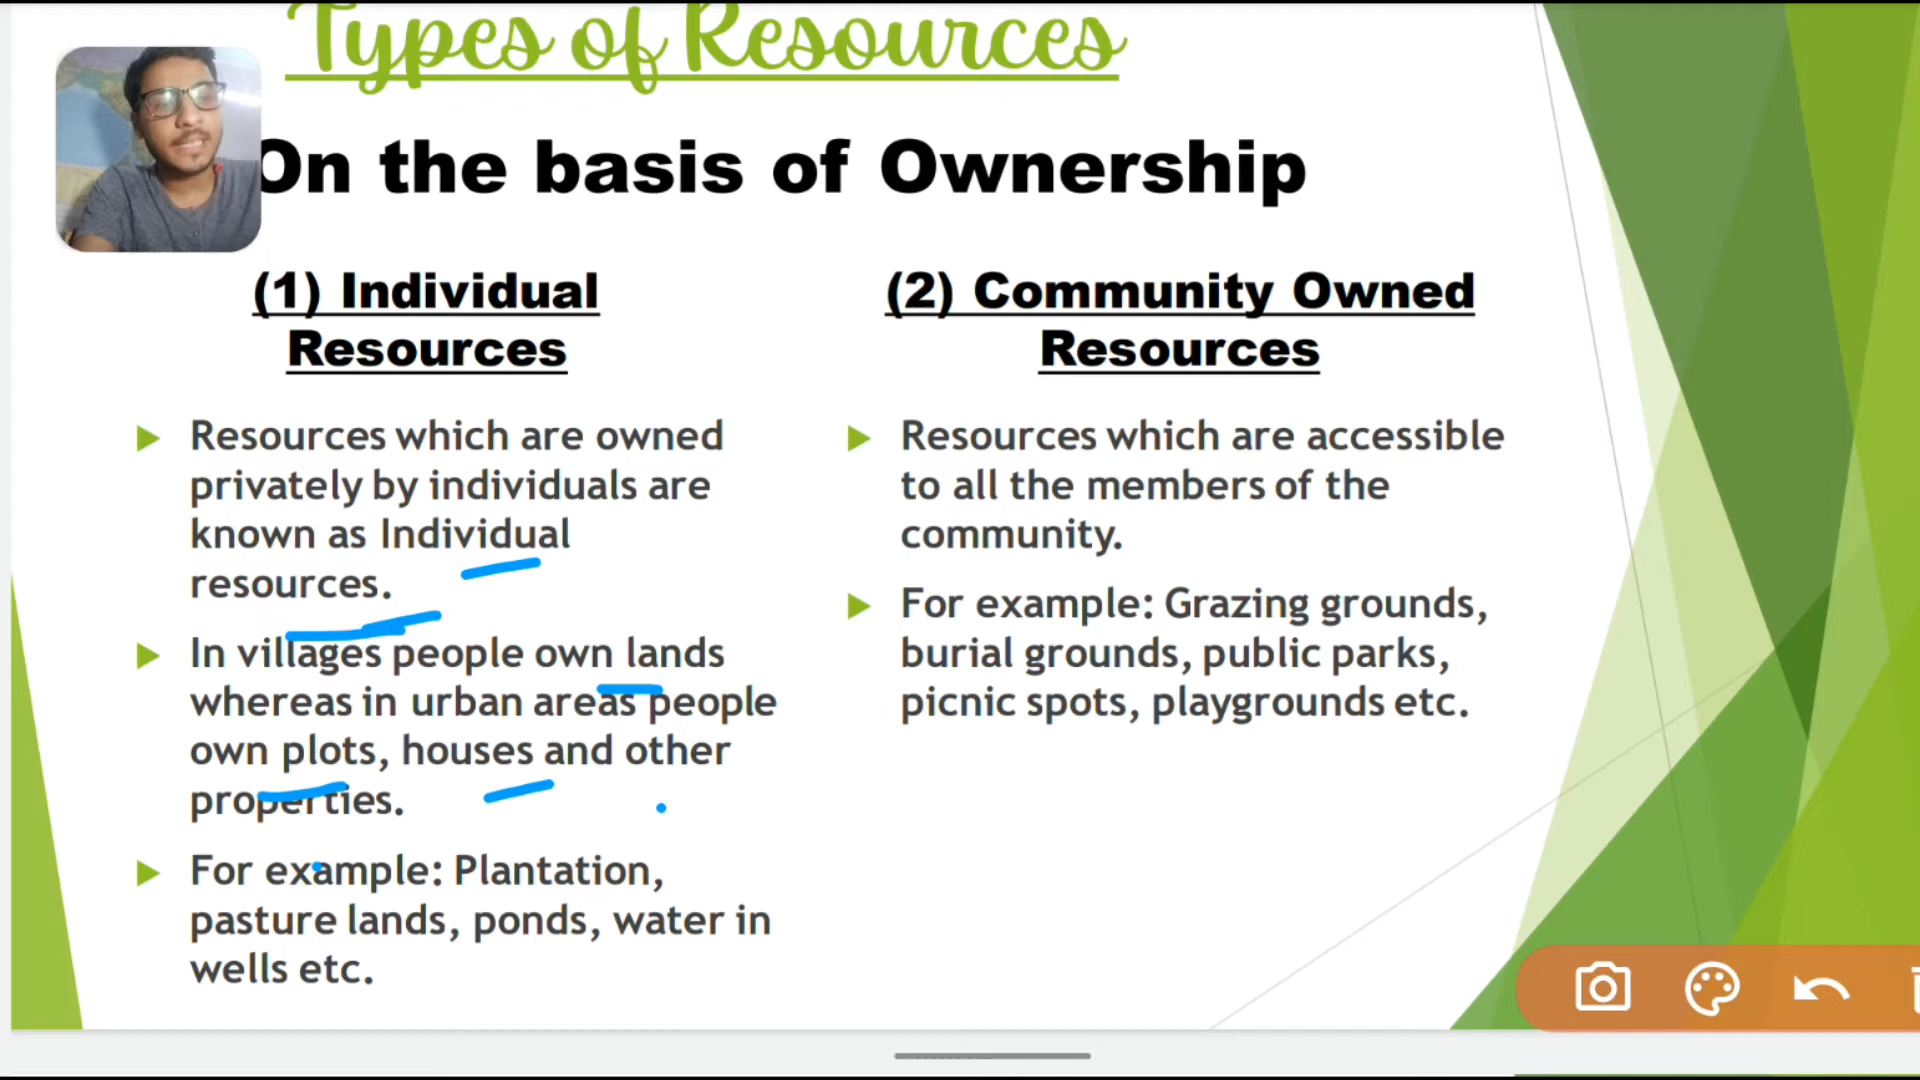 Types of Resources
On the basis of Ownership
(1) Individual
Resources
Resources which are owned
privately by individuals are
known as Individual
resources.
In villages people own lands
whereas in urban areas people
own plots, houses and other
properties.
For example: Plantation,
pasture lands, ponds, water in
wells etc.
(2) Community Owned
Resources
Resources which are accessible
to all the members of the
community.
For example: Grazing grounds,
burial grounds, public parks,
picnic spots, playgrounds etc.